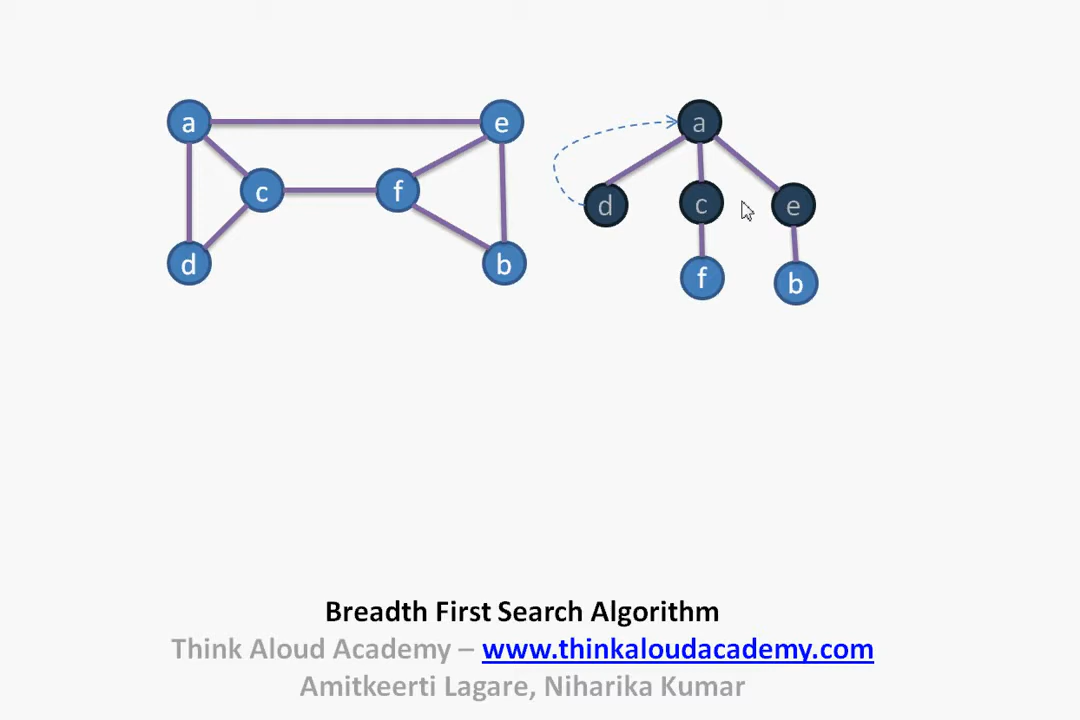 a e a
c f d c e
d b f b
Breadth First Search Algorithm
Think Aloud Academy – www.thinkaloudacademy.com
Amitkeerti Lagare, Niharika Kumar